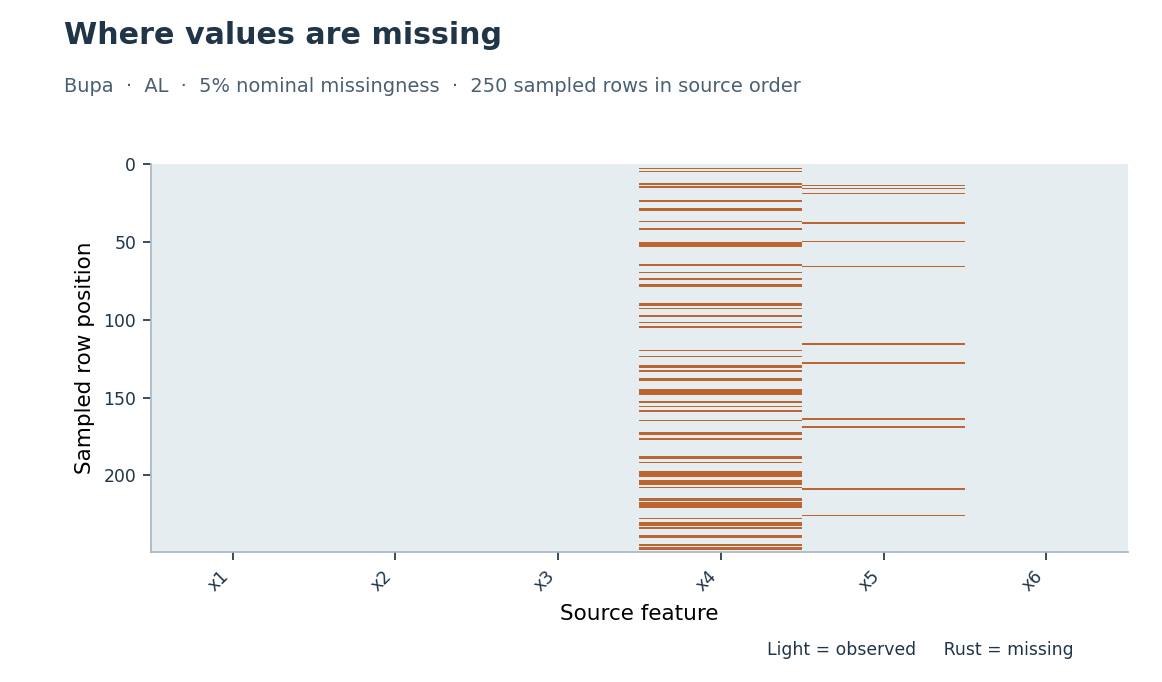 Where values are missing
Bupa · AL · 5% nominal missingness · 250 sampled rows in source order
0
50
100
150
200
Sampled row position
x1
x2
x3
x4
x5
x6
Source feature
Light = observed Rust = missing